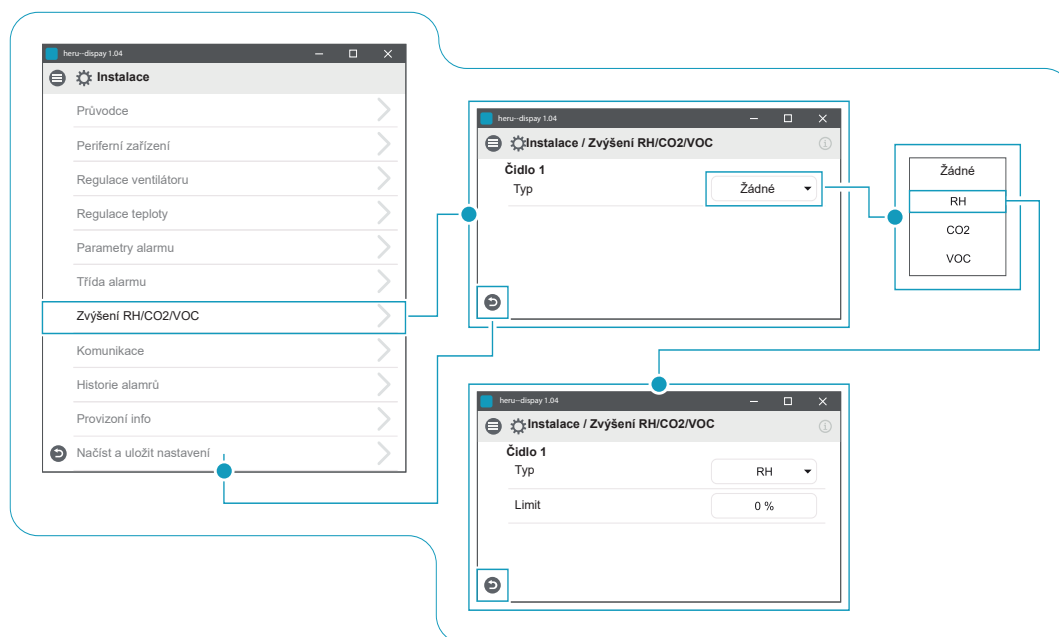 heru--dispay 1.04
Instalace
Průvodce
Periferní zařízení
Regulace ventilátoru
Regulace teploty
Parametry alarmu
Třída alarmu
Zvýšení RH/CO2/VOC
Komunikace
Historie alamrů
Provizoní info
Načíst a uložit nastavení
heru--dispay 1.04
Instalace / Zvýšení RH/CO2/VOC
Čidlo 1
Typ Žádné
Žádné
RH
CO2
VOC
heru--dispay 1.04
Instalace / Zvýšení RH/CO2/VOC
Čidlo 1
Typ RH
Limit 0 %